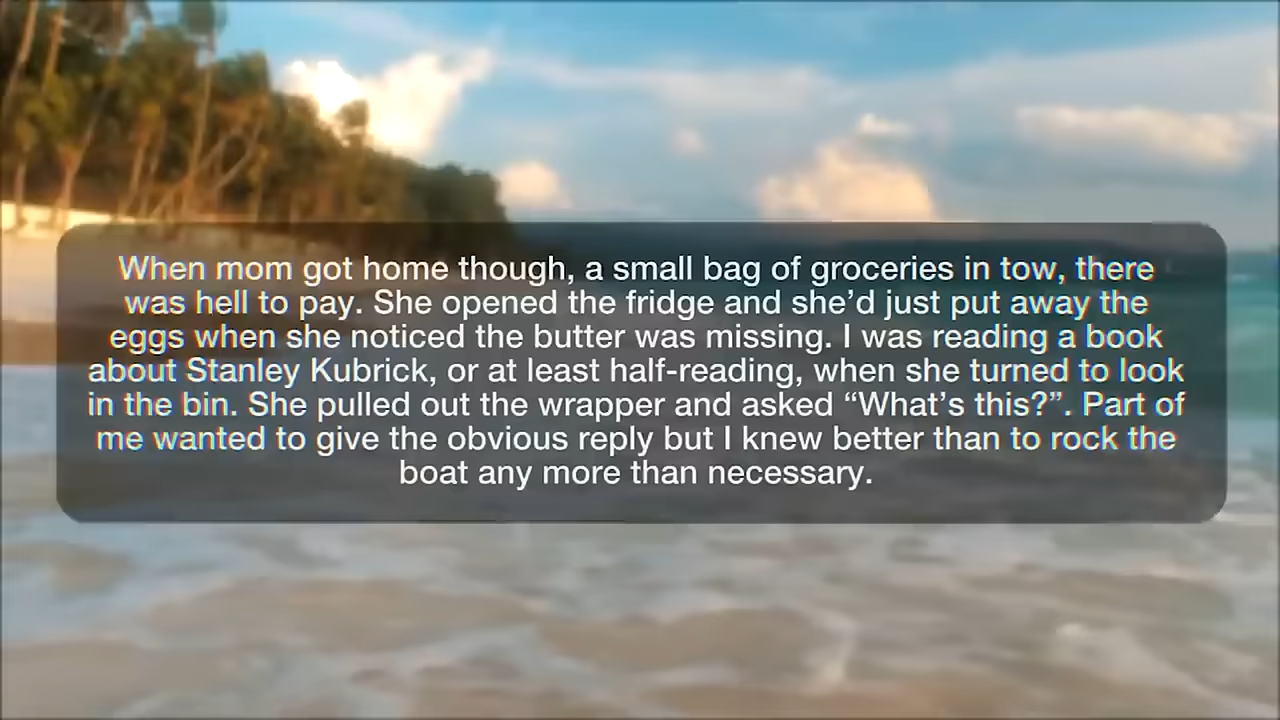 When mom got home though, a small bag of groceries in tow, there
was hell to pay. She opened the fridge and she’d just put away the
eggs when she noticed the butter was missing. I was reading a book
about Stanley Kubrick, or at least half-reading, when she turned to look
in the bin. She pulled out the wrapper and asked “What’s this?”. Part of
me wanted to give the obvious reply but I knew better than to rock the
boat any more than necessary.